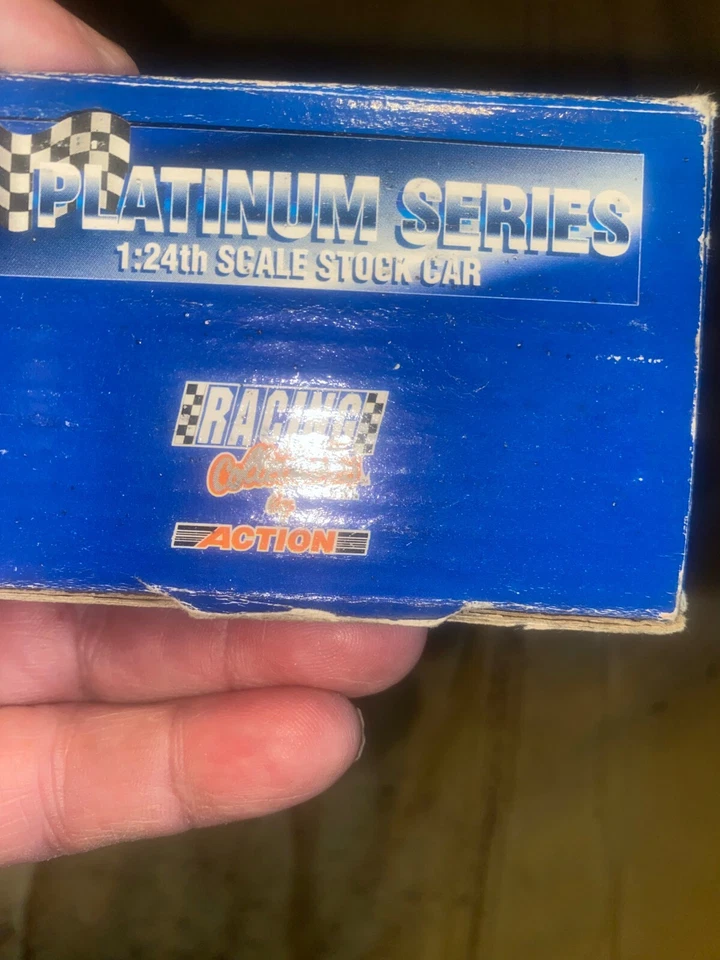 PLATINUM SERIES
1:24th SCALE STOCK CAR
RACING
ACTION